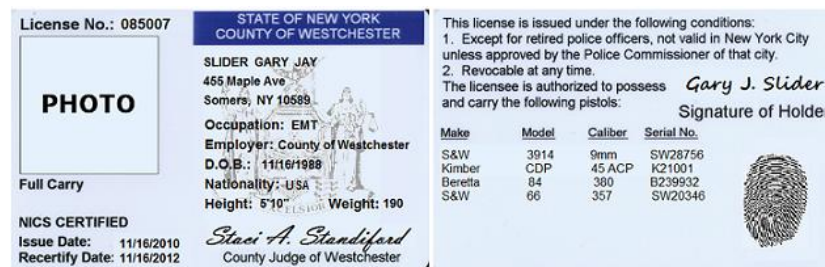 License No.: 085007
PHOTO
Full Carry
NICS CERTIFIED
Issue Date: 11/16/2010
Recertify Date: 11/16/2012
STATE OF NEW YORK
COUNTY OF WESTCHESTER
SLIDER GARY JAY
455 Maple Ave
Somers, NY 10589
Occupation: EMT
Employer: County of Westchester
D.O.B.: 11/16/1988
Nationality: USA
Height: 5'10" Weight: 190
EXCELSIOR
Staci A. Standiford
County Judge of Westchester
This license is issued under the following conditions:
1. Except for retired police officers, not valid in New York City
unless approved by the Police Commissioner of that city.
2. Revocable at any time.
The licensee is authorized to possess
and carry the following pistols:
Gary J. Slider
Signature of Holde
Make Model Caliber Serial No.
S&W 3914 9mm SW28756
Kimber CDP 45 ACP K21001
Beretta 84 380 B239932
S&W 66 357 SW20346